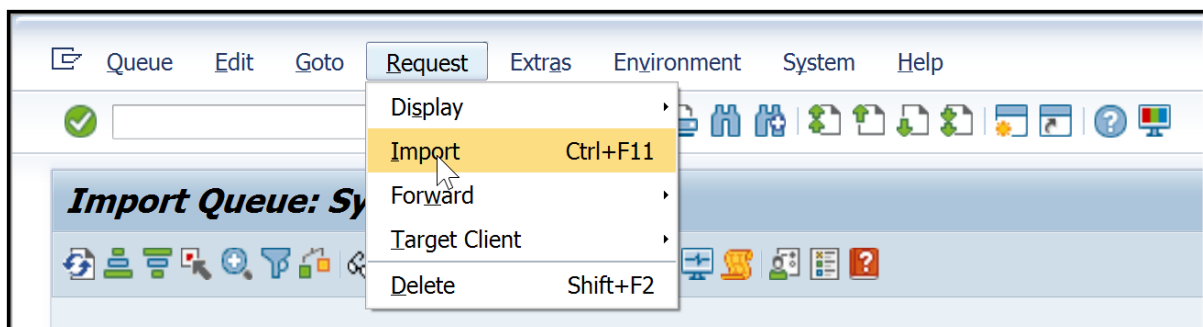 Queue Edit Goto Request Extras Environment System Help
Display
Import Ctrl+F11
Import Queue: Sy
Forward
Target Client
Delete Shift+F2